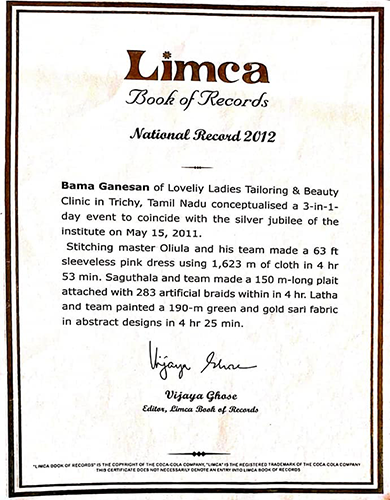 Limca
Book of Records
National Record 2012
Bama Ganesan of Loveliy Ladies Tailoring & Beauty
Clinic in Trichy, Tamil Nadu conceptualised a 3-in-1-
day event to coincide with the silver jubilee of the
institute on May 15, 2011.
Stitching master Oliula and his team made a 63 ft
sleeveless pink dress using 1,623 m of cloth in 4 hr
53 min. Saguthala and team made a 150 m-long plait
attached with 283 artificial braids within in 4 hr. Latha
and team painted a 190-m green and gold sari fabric
in abstract designs in 4 hr 25 min.
Vijaya Ghose
Vijaya Ghose
Editor, Limca Book of Records
"LIMCA BOOK OF RECORDS" IS THE COPYRIGHT OF THE COCA-COLA COMPANY, "LIMCA" IS THE REGISTERED TRADEMARK OF THE COCA-COLA COMPANY
THIS CERTIFICATE DOES NOT NECESSARILY DENOTE AN ENTRY INTO LIMCA BOOK OF RECORDS